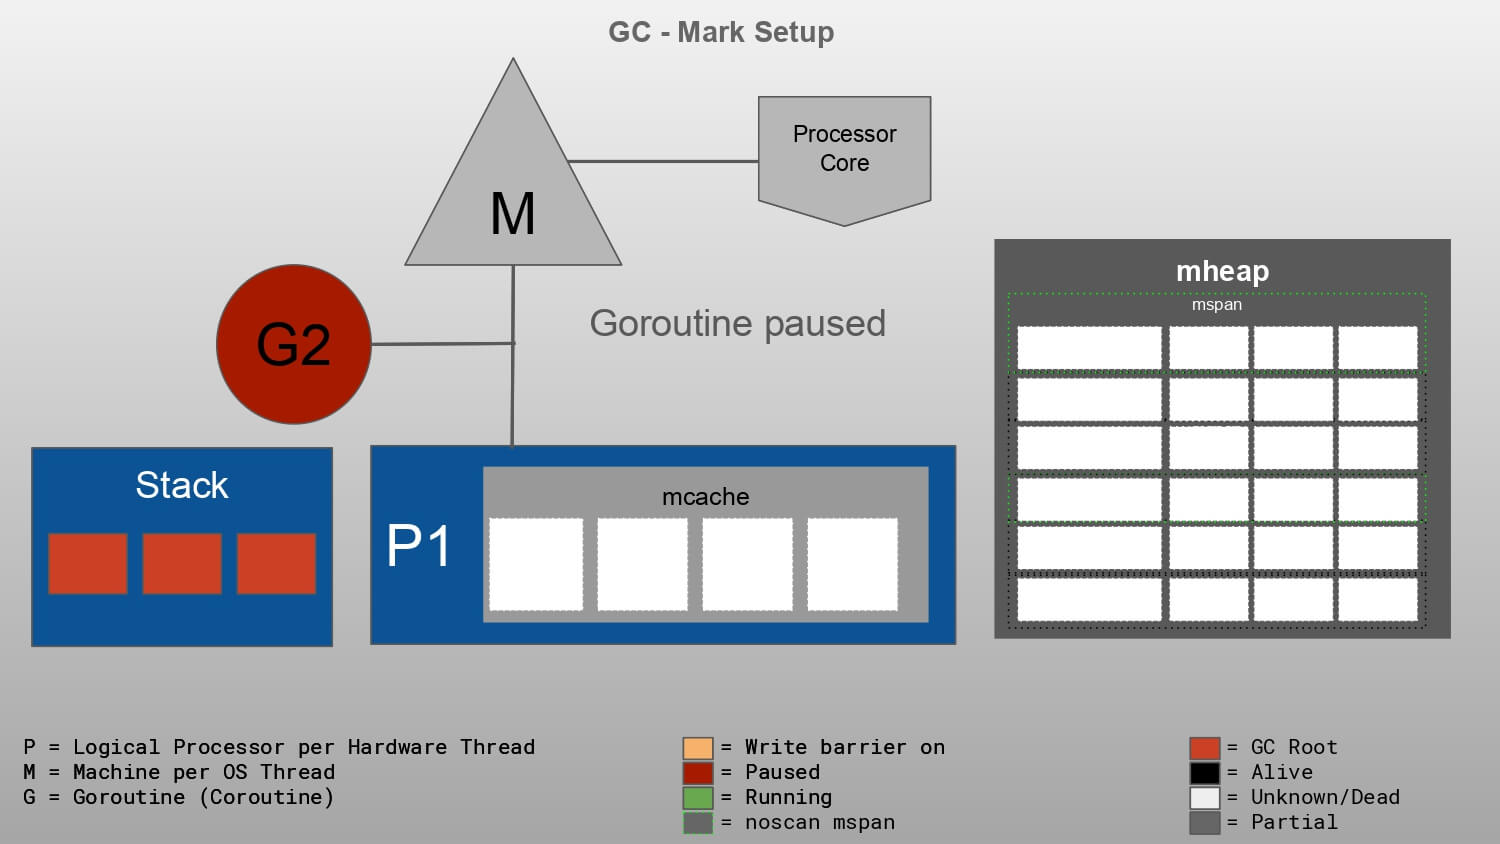 GC - Mark Setup
Processor
Core
M
mheap
mspan
G2
Goroutine paused
Stack
mcache
P1
P = Logical Processor per Hardware Thread
M = Machine per OS Thread
G = Goroutine (Coroutine)
= Write barrier on
= Paused
= Running
= noscan mspan
= GC Root
= Alive
= Unknown/Dead
= Partial